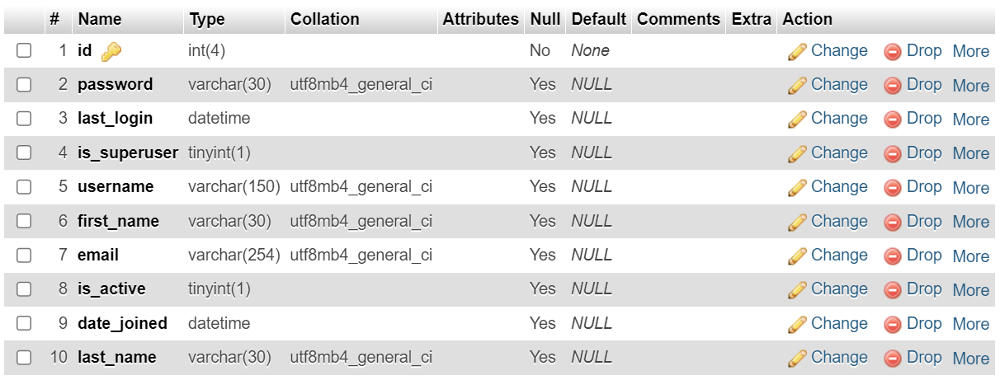 # Name Type Collation Attributes Null Default Comments Extra Action
1 id int(4) No None Change Drop More
2 password varchar(30) utf8mb4_general_ci Yes NULL Change Drop More
3 last_login datetime Yes NULL Change Drop More
4 is_superuser tinyint(1) Yes NULL Change Drop More
5 username varchar(150) utf8mb4_general_ci Yes NULL Change Drop More
6 first_name varchar(30) utf8mb4_general_ci Yes NULL Change Drop More
7 email varchar(254) utf8mb4_general_ci Yes NULL Change Drop More
8 is_active tinyint(1) Yes NULL Change Drop More
9 date_joined datetime Yes NULL Change Drop More
10 last_name varchar(30) utf8mb4_general_ci Yes NULL Change Drop More